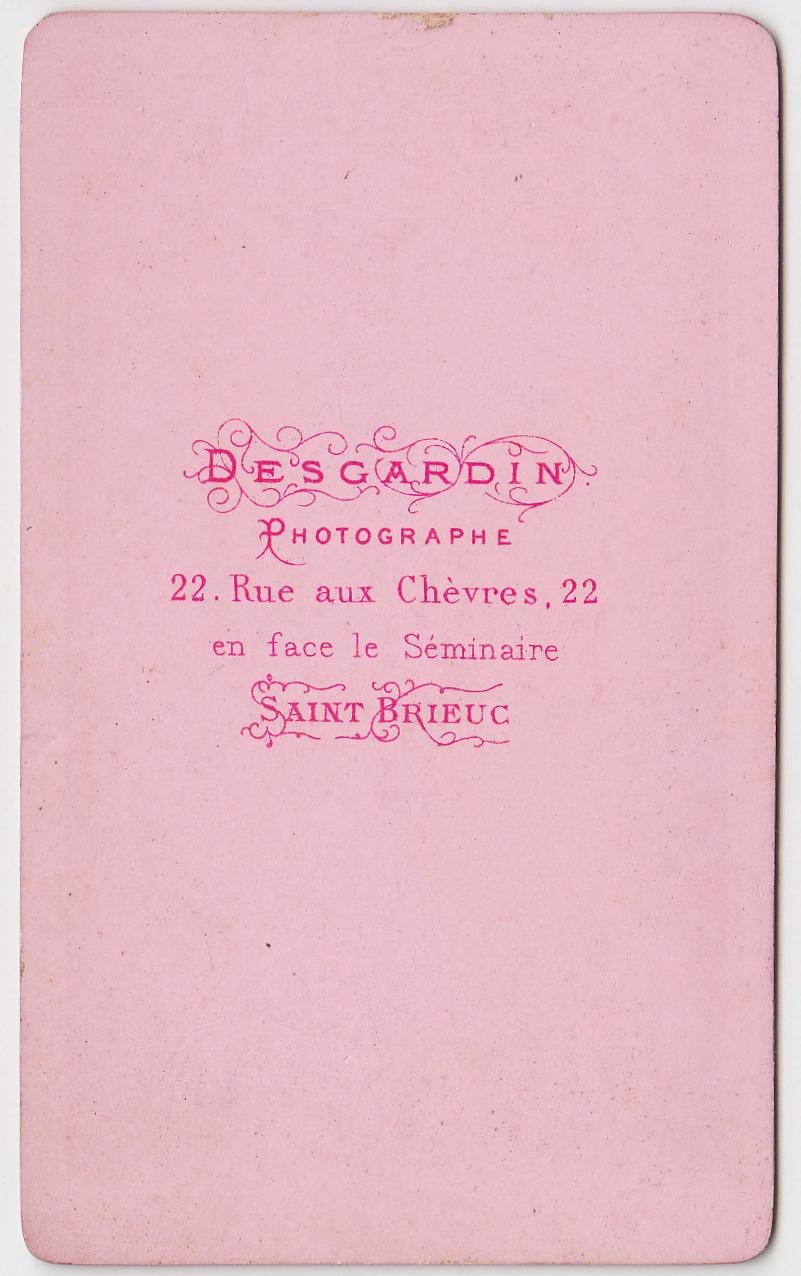 DESGARDIN.
PHOTOGRAPHE
22. Rue aux Chèvres, 22
en face le Séminaire
SAINT BRIEUC